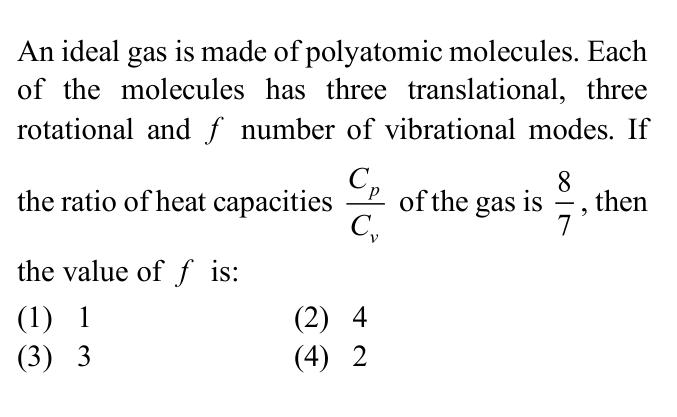 An ideal gas is made of polyatomic molecules. Each
of the molecules has three translational, three
rotational and f number of vibrational modes. If
the ratio of heat capacities C_p/C_v of the gas is 8/7, then
the value of f is:
(1) 1 (2) 4
(3) 3 (4) 2